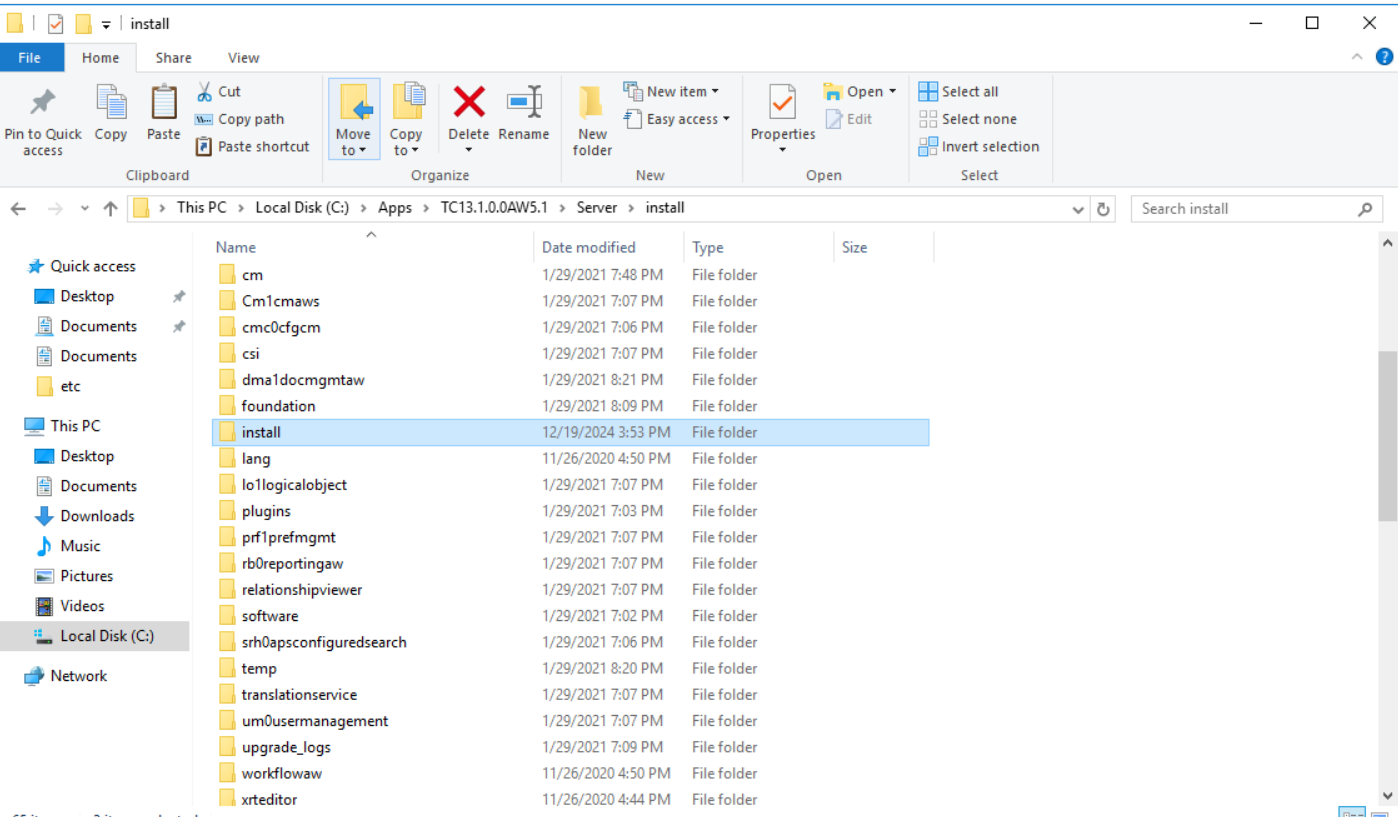 install
File Home Share View
Pin to Quick access
Copy
Paste
Cut
Copy path
Paste shortcut
Move to
Copy to
Delete
Rename
New folder
New item
Easy access
Properties
Open
Edit
Select all
Select none
Invert selection
Clipboard Organize New Open Select
This PC > Local Disk (C:) > Apps > TC13.1.0.0AW5.1 > Server > install
Search install
Quick access
Desktop
Documents
Documents
etc
This PC
Desktop
Documents
Downloads
Music
Pictures
Videos
Local Disk (C:)
Network
Name Date modified Type Size
cm 1/29/2021 7:48 PM File folder
Cm1cmaws 1/29/2021 7:07 PM File folder
cmc0cfgcm 1/29/2021 7:06 PM File folder
csi 1/29/2021 7:07 PM File folder
dma1docmgmtaw 1/29/2021 8:21 PM File folder
foundation 1/29/2021 8:09 PM File folder
install 12/19/2024 3:53 PM File folder
lang 11/26/2020 4:50 PM File folder
lo1logicalobject 1/29/2021 7:07 PM File folder
plugins 1/29/2021 7:03 PM File folder
prf1prefmgmt 1/29/2021 7:07 PM File folder
rb0reportingaw 1/29/2021 7:07 PM File folder
relationshipviewer 1/29/2021 7:07 PM File folder
software 1/29/2021 7:02 PM File folder
srh0apsconfiguredsearch 1/29/2021 7:06 PM File folder
temp 1/29/2021 8:20 PM File folder
translationservice 1/29/2021 7:07 PM File folder
um0usermanagement 1/29/2021 7:07 PM File folder
upgrade_logs 1/29/2021 7:09 PM File folder
workflowaw 11/26/2020 4:50 PM File folder
xrteditor 11/26/2020 4:44 PM File folder